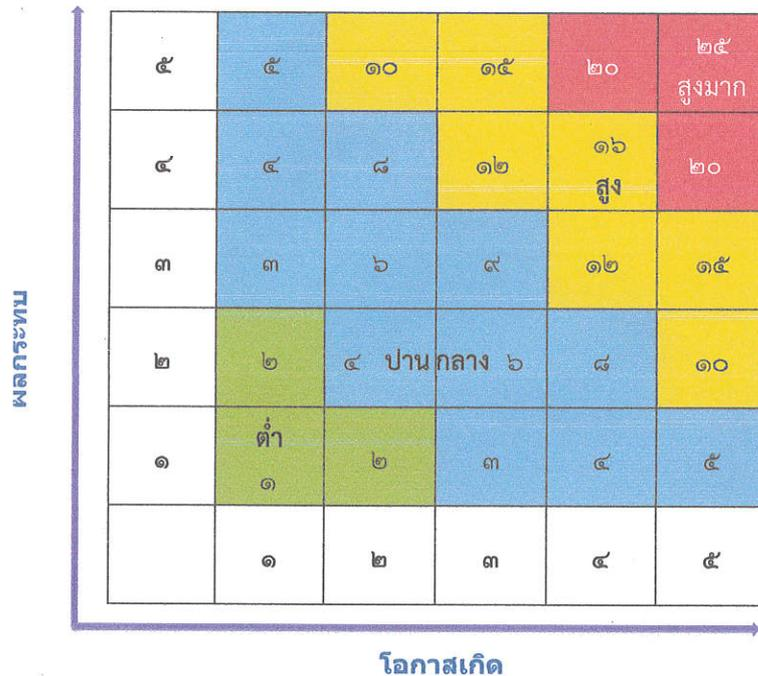 ๕ ๕ ๑๐ ๑๕ ๒๐ ๒๕
สูงมาก
๔ ๔ ๘ ๑๒ ๑๖ ๒๐
สูง
๓ ๓ ๖ ๙ ๑๒ ๑๕
ผลกระทบ
๒ ๒ ๔ ปานกลาง ๖ ๘ ๑๐
ต่ำ
๑ ๑ ๒ ๓ ๔ ๕
๑ ๒ ๓ ๔ ๕
โอกาสเกิด